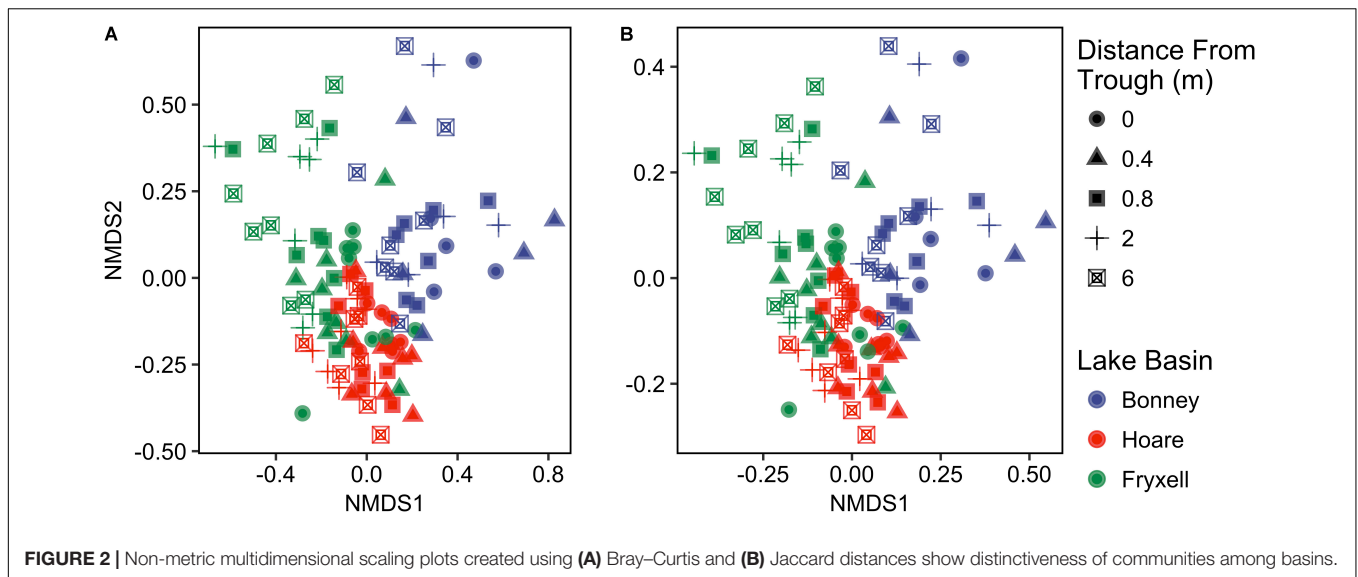 A
B
NMDS2
0.50
0.25
0.00
-0.25
-0.50
-0.4
0.0
0.4
0.8
NMDS1
0.4
0.2
0.0
-0.2
-0.25
0.00
0.25
0.50
NMDS1
Distance From
Trough (m)
0
0.4
0.8
2
6
Lake Basin
Bonney
Hoare
Fryxell
FIGURE 2 | Non-metric multidimensional scaling plots created using (A) Bray–Curtis and (B) Jaccard distances show distinctiveness of communities among basins.